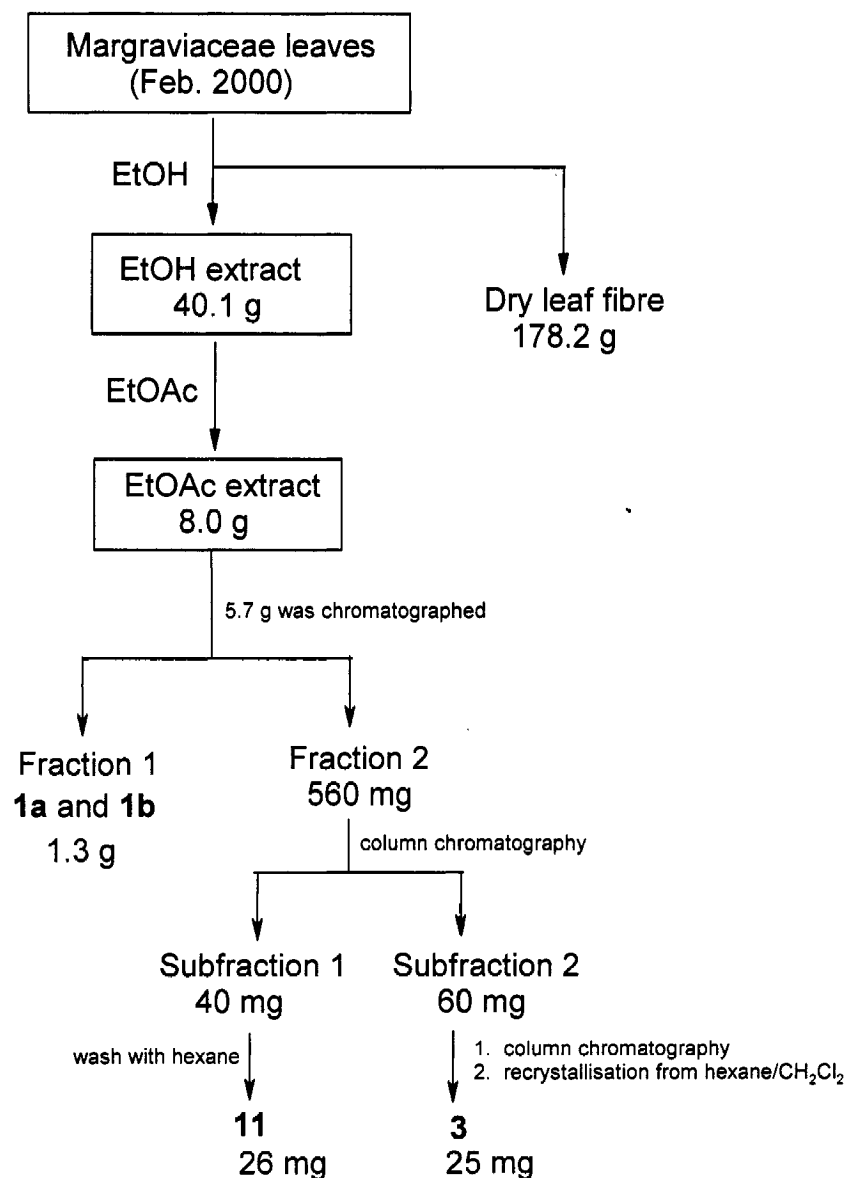 Margraviaceae leaves
(Feb. 2000)
EtOH
EtOH extract
40.1 g
Dry leaf fibre
178.2 g
EtOAc
EtOAc extract
8.0 g
5.7 g was chromatographed
Fraction 1
1a and 1b
1.3 g
Fraction 2
560 mg
column chromatography
Subfraction 1
40 mg
Subfraction 2
60 mg
wash with hexane
1. column chromatography
2. recrystallisation from hexane/CH₂Cl₂
11
26 mg
3
25 mg